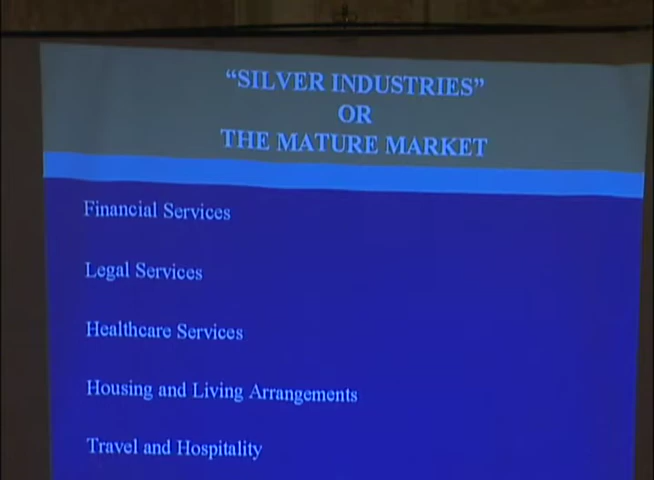 “SILVER INDUSTRIES”
OR
THE MATURE MARKET
Financial Services
Legal Services
Healthcare Services
Housing and Living Arrangements
Travel and Hospitality